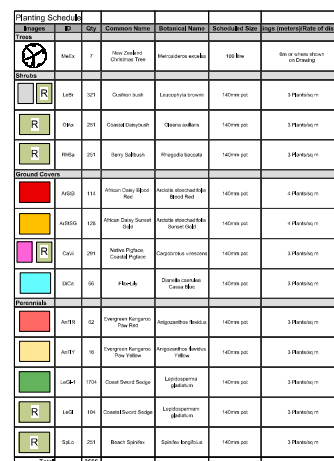 Planting Schedule
Images ID Qty Common Name Botanical Name Scheduled Size ings (meters)/Rate of dis
Trees
MeEx 7 New Zealand Christmas Tree Metrosideros excelsa 100 litre 6m or where shown on Drawing
Shrubs
R LeBr 321 Cushion bush Leucophyta brownii 140mm pot 3 Plants/sq m
R OlAx 251 Coastal Daisybush Olearia axillaris 140mm pot 3 Plants/sq m
R RhBa 251 Berry Saltbush Rhagodia baccata 140mm pot 3 Plants/sq m
Ground Covers
ArStBl 114 African Daisy Blood Red Arctotis stoechadifolia Blood Red 140mm pot 4 Plants/sq m
ArStSG 128 African Daisy Sunset Gold Arctotis stoechadifolia Sunset Gold 140mm pot 4 Plants/sq m
R CaVi 291 Native Pigface, Coastal Pigface Carpobrotus virescens 140mm pot 3 Plants/sq m
DiCa 66 Flax-Lily Dianella caerulea Cassa Blue 140mm pot 3 Plants/sq m
Perennials
AnFlR 62 Evergreen Kangaroo Paw Red Anigozanthos flavidus 140mm pot 3 Plants/sq m
AnFlY 16 Evergreen Kangaroo Paw Yellow Anigozanthos flavidus Yellow 140mm pot 3 Plants/sq m
LeGl-1 1704 Coast Sword Sedge Lepidosperma gladiatum 140mm pot 3 Plants/sq m
R LeGl 184 Coastal Sword Sedge Lepidosperma gladiatum 140mm pot 3 Plants/sq m
R SpLo 251 Beach Spinifex Spinifex longifolius 140mm pot 3 Plants/sq m
Total